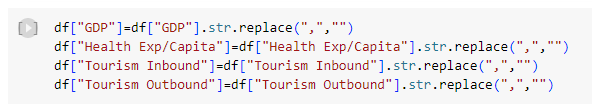 df["GDP"]=df["GDP"].str.replace(",","")
df["Health Exp/Capita"]=df["Health Exp/Capita"].str.replace(",","")
df["Tourism Inbound"]=df["Tourism Inbound"].str.replace(",","")
df["Tourism Outbound"]=df["Tourism Outbound"].str.replace(",","")